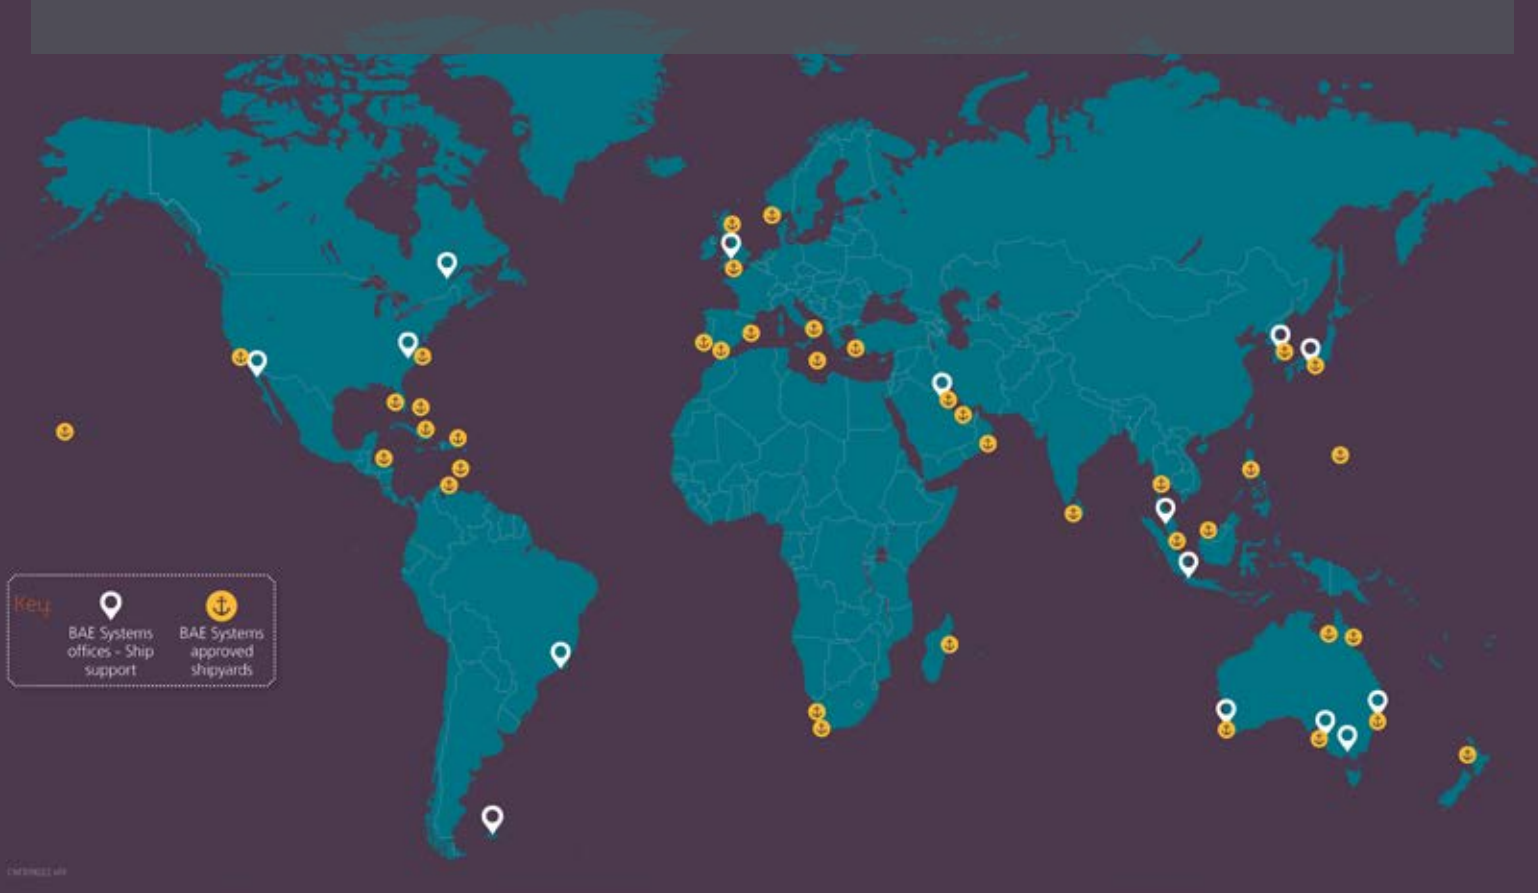 Key:
BAE Systems
offices - Ship
support
BAE Systems
approved
shipyards